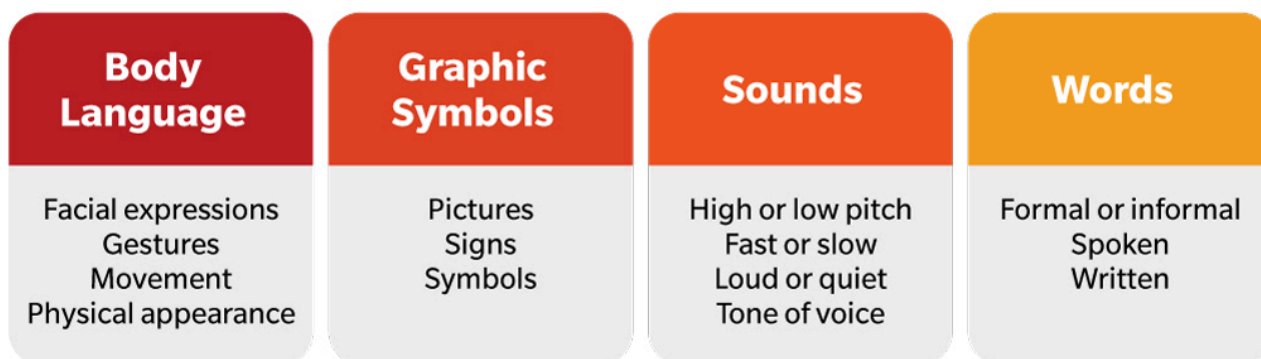 Body
Language
Facial expressions
Gestures
Movement
Physical appearance
Graphic
Symbols
Pictures
Signs
Symbols
Sounds
High or low pitch
Fast or slow
Loud or quiet
Tone of voice
Words
Formal or informal
Spoken
Written